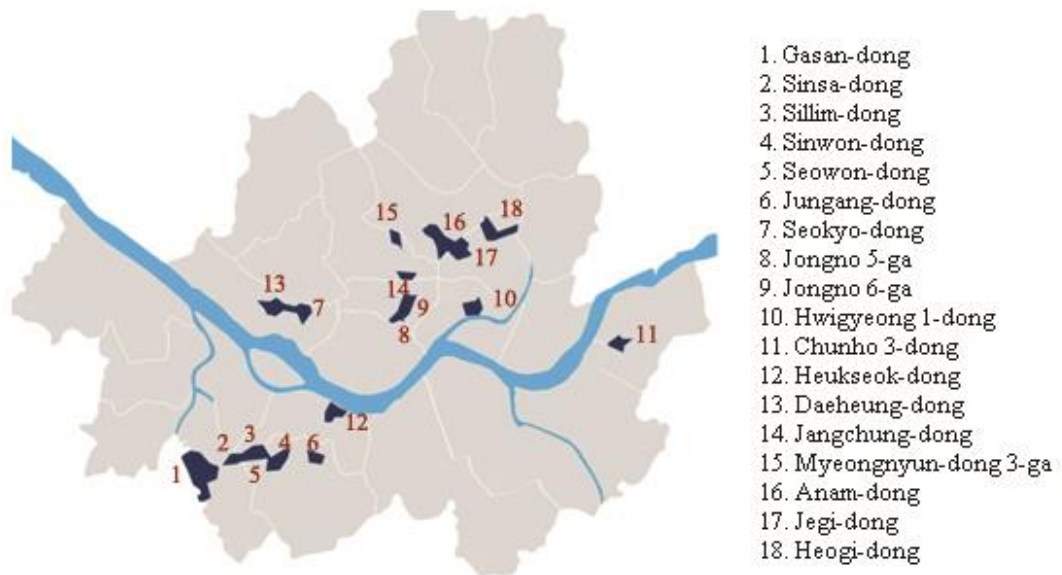 15
16
18
17
13
7
14
9
8
10
11
12
2
3
4
6
1
5
1. Gasan-dong
2. Sinsa-dong
3. Sillim-dong
4. Sinwon-dong
5. Seowon-dong
6. Jungang-dong
7. Seokyo-dong
8. Jongno 5-ga
9. Jongno 6-ga
10. Hwigyeong 1-dong
11. Chunho 3-dong
12. Heukseok-dong
13. Daeheung-dong
14. Jangchung-dong
15. Myeongnyun-dong 3-ga
16. Anam-dong
17. Jegi-dong
18. Heogi-dong